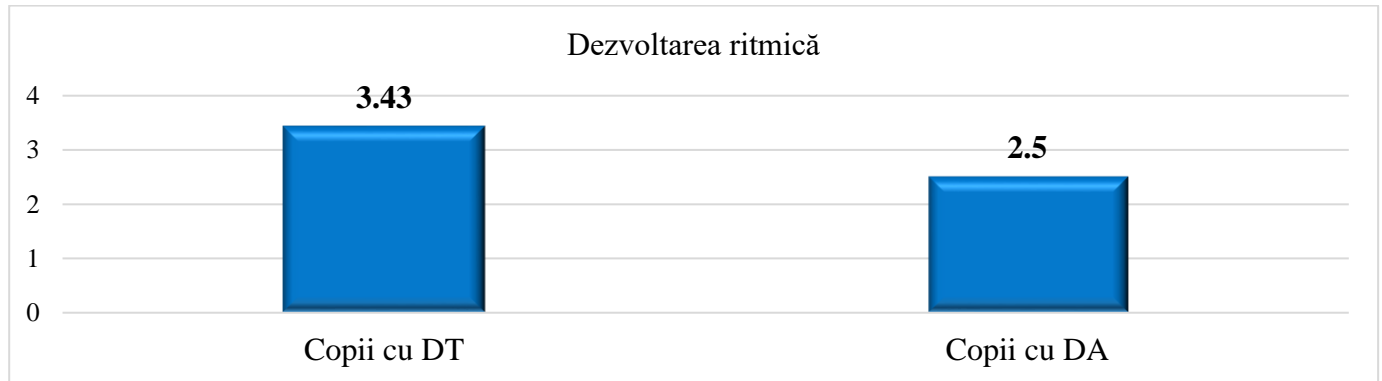 Dezvoltarea ritmică
4
3
2
1
0
3.43
2.5
Copii cu DT
Copii cu DA